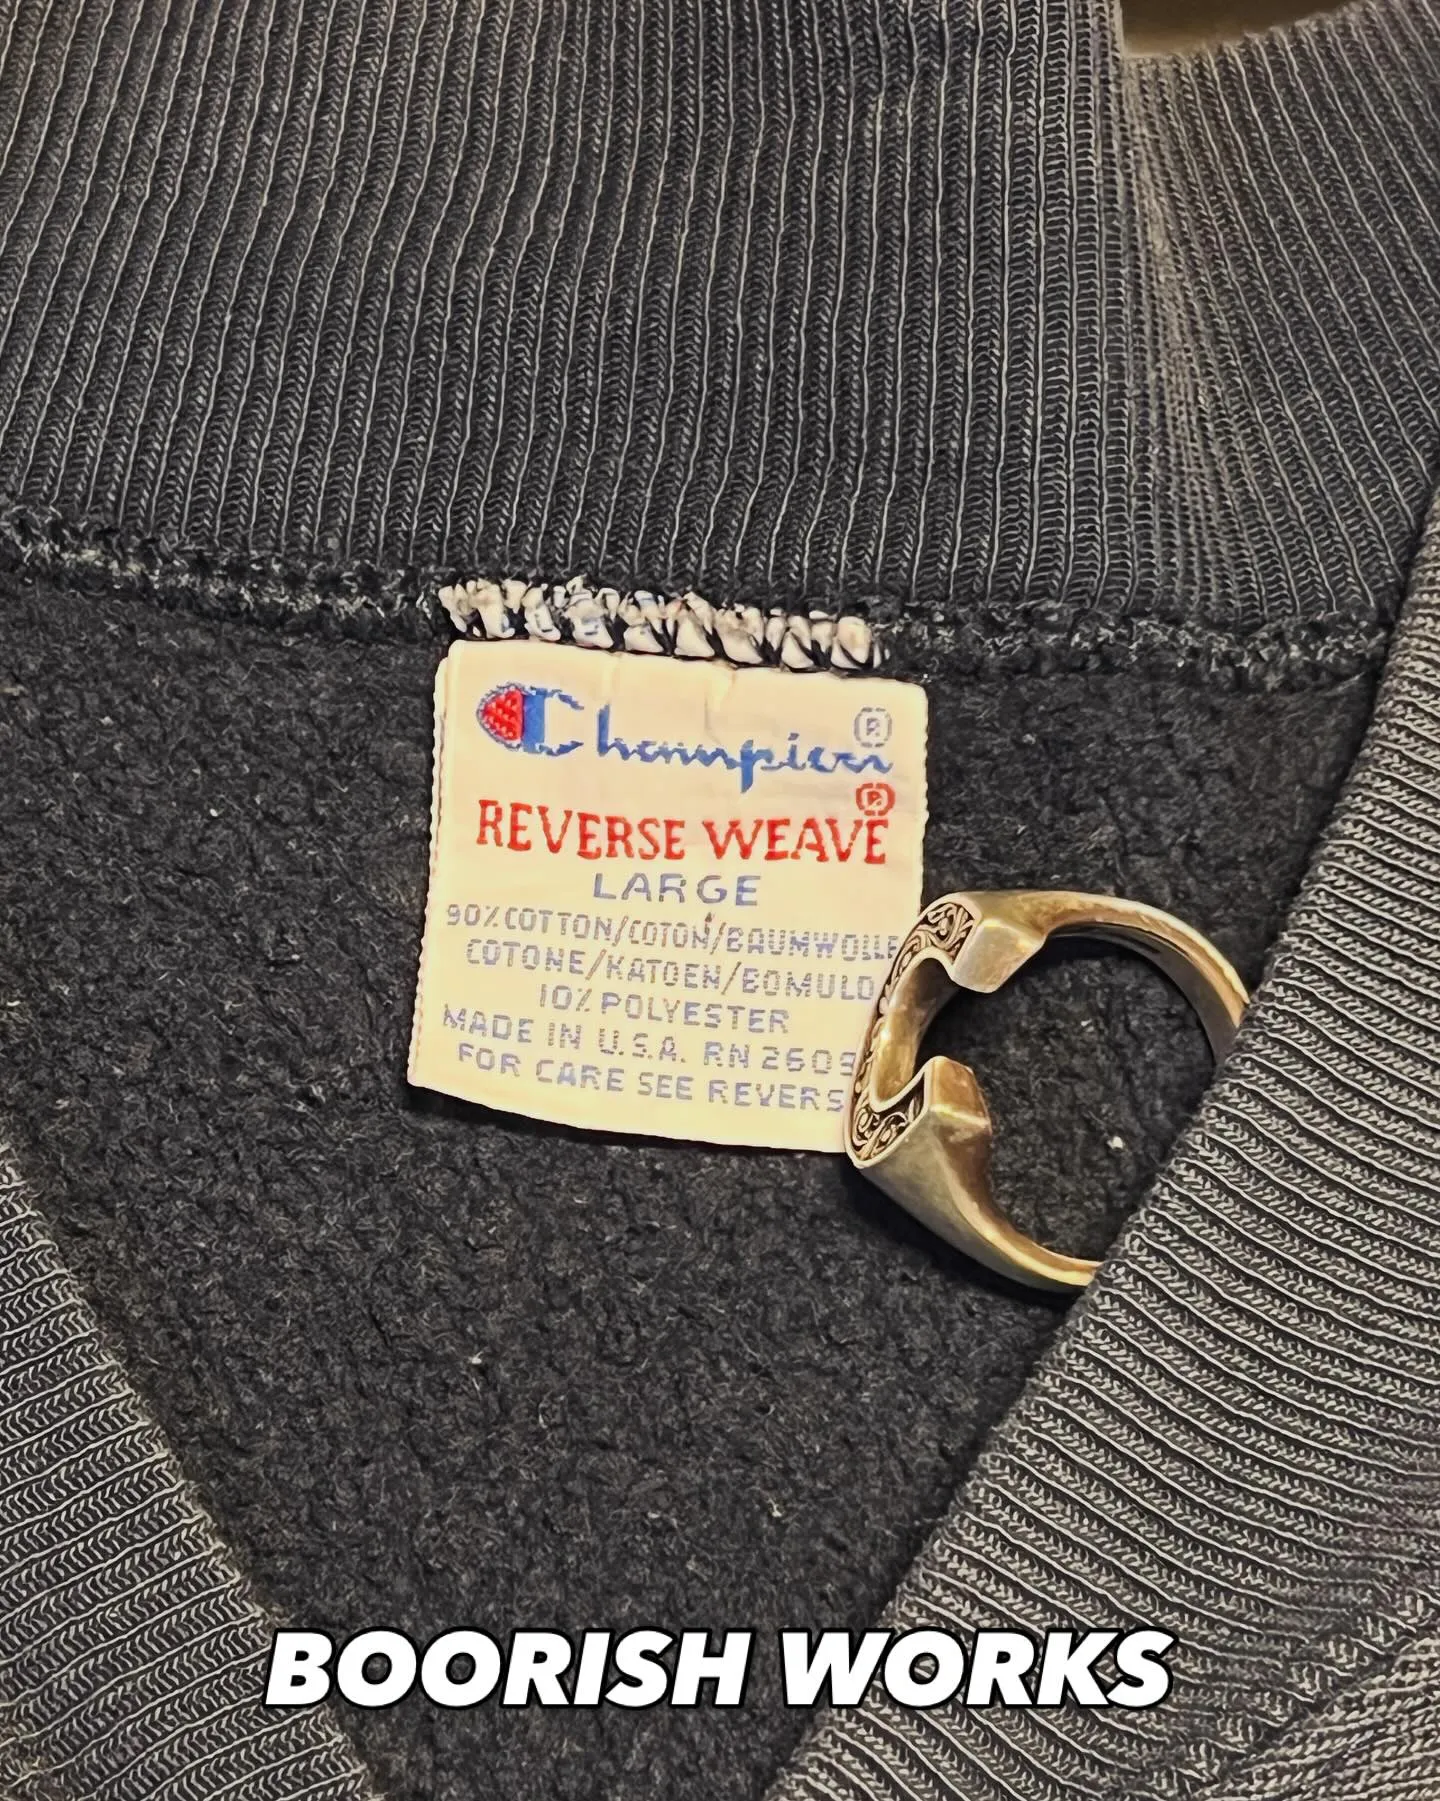 Champion ®
®
REVERSE WEAVE
LARGE
90% COTTON/COTON/BAUMWOLLE
COTONE/KATOEN/BOMULD
10% POLYESTER
MADE IN U.S.A. RN 2609
FOR CARE SEE REVERS
BOORISH WORKS